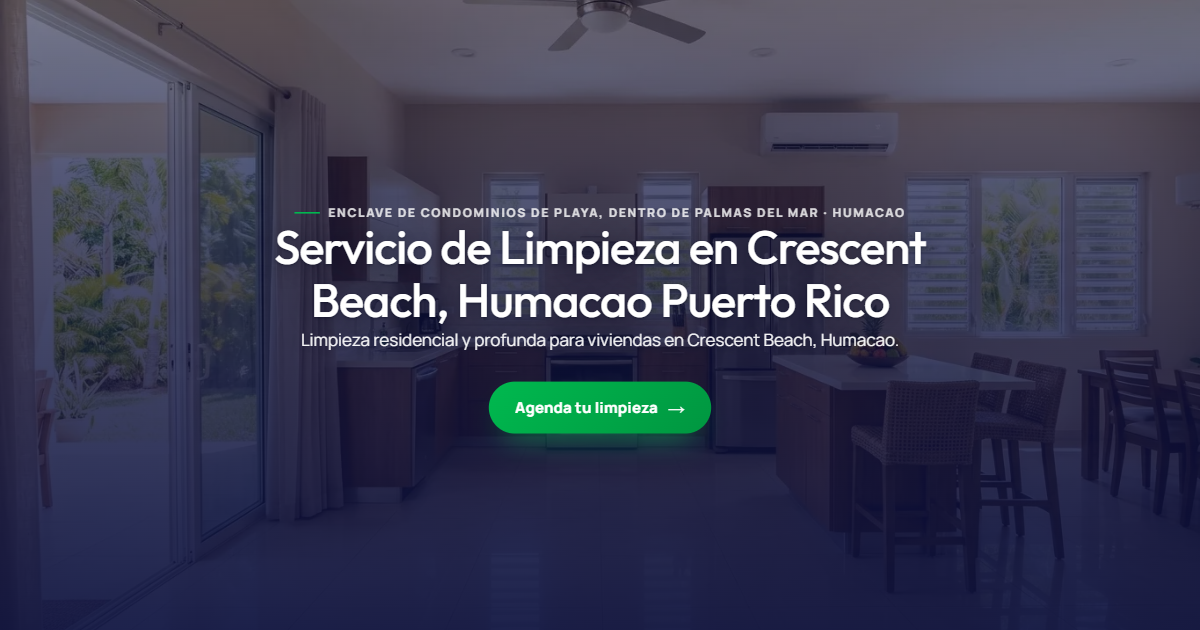 ENCLAVE DE CONDOMINIOS DE PLAYA, DENTRO DE PALMAS DEL MAR · HUMACAO
Servicio de Limpieza en Crescent
Beach, Humacao Puerto Rico
Limpieza residencial y profunda para viviendas en Crescent Beach, Humacao.
Agenda tu limpieza →